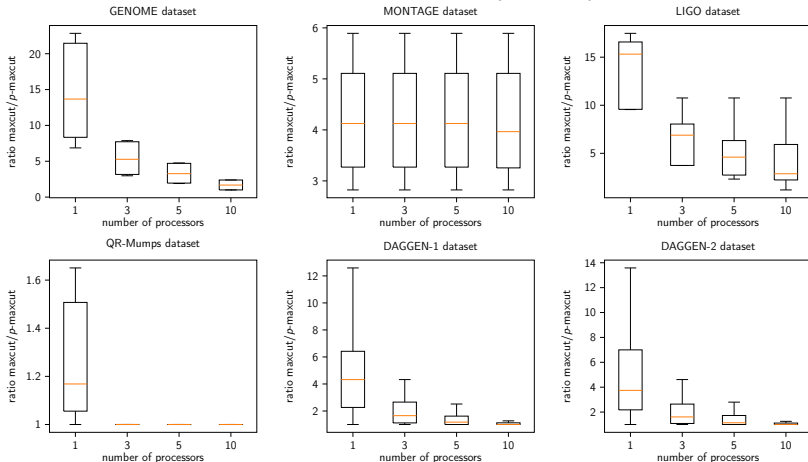 GENOME dataset
ratio maxcut/p-maxcut
20
15
10
5
0
1 3 5 10
number of processors
MONTAGE dataset
ratio maxcut/p-maxcut
6
5
4
3
1 3 5 10
number of processors
LIGO dataset
ratio maxcut/p-maxcut
15
10
5
1 3 5 10
number of processors
QR-Mumps dataset
ratio maxcut/p-maxcut
1.6
1.4
1.2
1
1 3 5 10
number of processors
DAGGEN-1 dataset
ratio maxcut/p-maxcut
12
10
8
6
4
2
1 3 5 10
number of processors
DAGGEN-2 dataset
ratio maxcut/p-maxcut
14
12
10
8
6
4
2
1 3 5 10
number of processors